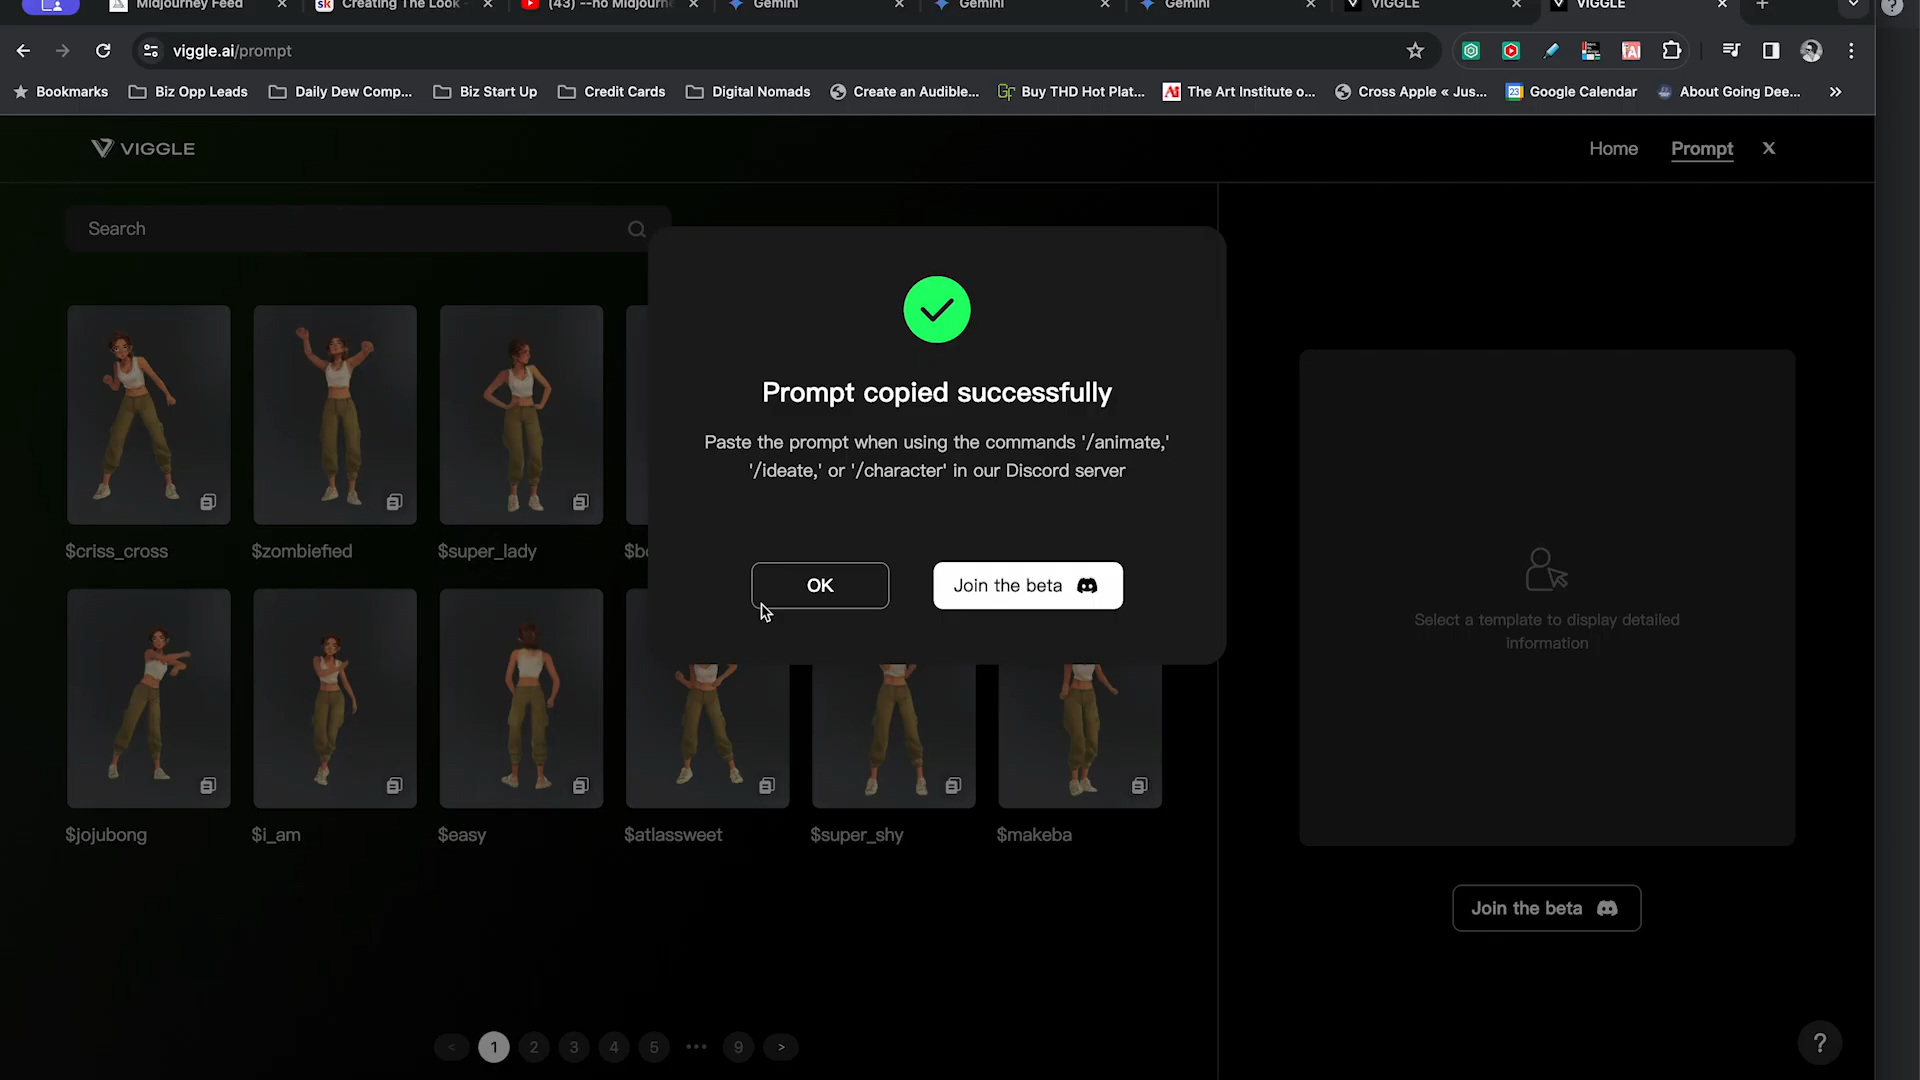 Midjourney Feed
Creating The Look -
(43) --no Midjourne
Gemini
Gemini
Gemini
VIGGLE
VIGGLE
viggle.ai/prompt
Bookmarks
Biz Opp Leads
Daily Dew Comp...
Biz Start Up
Credit Cards
Digital Nomads
Create an Audible...
Buy THD Hot Plat...
The Art Institute o...
Cross Apple « Jus...
Google Calendar
About Going Dee...
VIGGLE
Home
Prompt
X
Search
Prompt copied successfully
Paste the prompt when using the commands '/animate,'
'/ideate,' or '/character' in our Discord server
OK
Join the beta
$criss_cross
$zombiefied
$super_lady
$b
Select a template to display detailed
information
$jojubong
$i_am
$easy
$atlassweet
$super_shy
$makeba
Join the beta
< 1 2 3 4 5 ••• 9 >
?